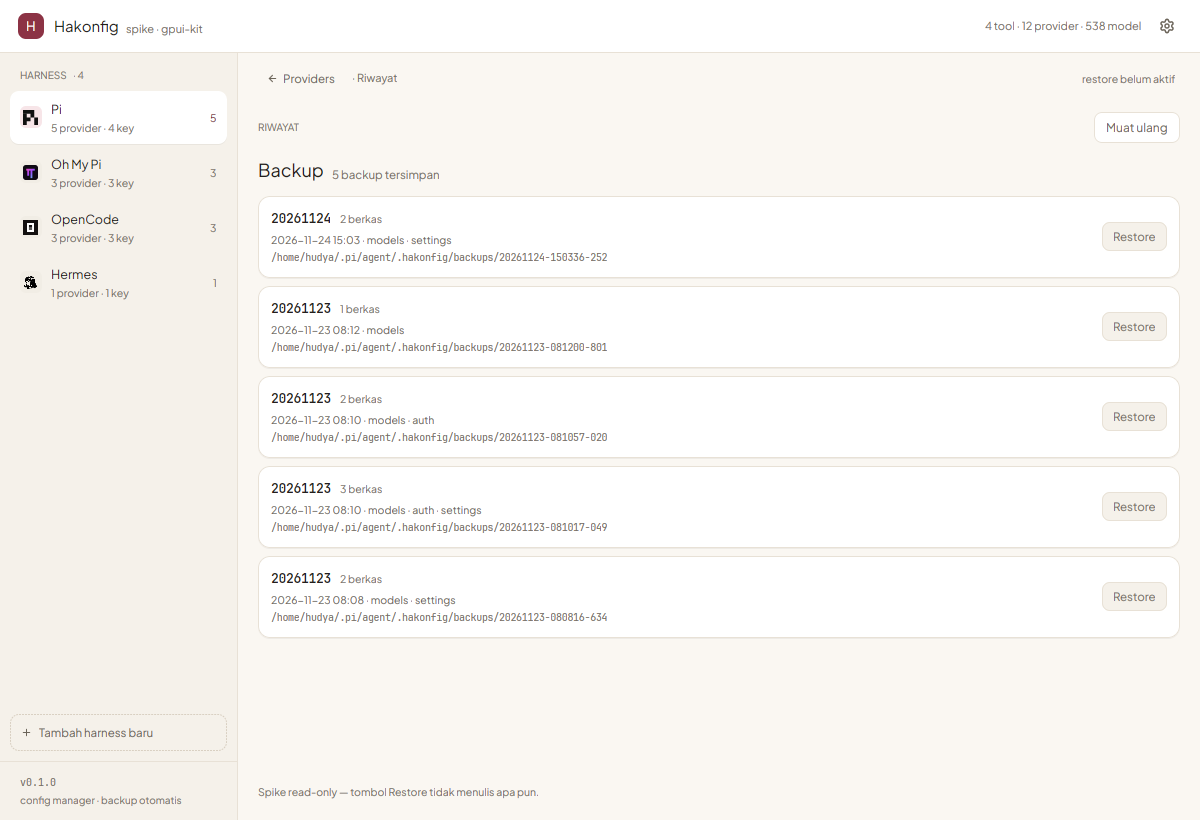 H Hakonfig spike · gpui-kit
4 tool · 12 provider · 538 model
HARNESS · 4
Pi
5 provider · 4 key
5
Oh My Pi
3 provider · 3 key
3
OpenCode
3 provider · 3 key
3
Hermes
1 provider · 1 key
1
+ Tambah harness baru
v0.1.0
config manager · backup otomatis
← Providers · Riwayat
restore belum aktif
RIWAYAT
Muat ulang
Backup 5 backup tersimpan
20261124 2 berkas
2026-11-24 15:03 · models · settings
/home/hudya/.pi/agent/.hakonfig/backups/20261124-150336-252
Restore
20261123 1 berkas
2026-11-23 08:12 · models
/home/hudya/.pi/agent/.hakonfig/backups/20261123-081200-801
Restore
20261123 2 berkas
2026-11-23 08:10 · models · auth
/home/hudya/.pi/agent/.hakonfig/backups/20261123-081057-020
Restore
20261123 3 berkas
2026-11-23 08:10 · models · auth · settings
/home/hudya/.pi/agent/.hakonfig/backups/20261123-081017-049
Restore
20261123 2 berkas
2026-11-23 08:08 · models · settings
/home/hudya/.pi/agent/.hakonfig/backups/20261123-080816-634
Restore
Spike read-only — tombol Restore tidak menulis apa pun.